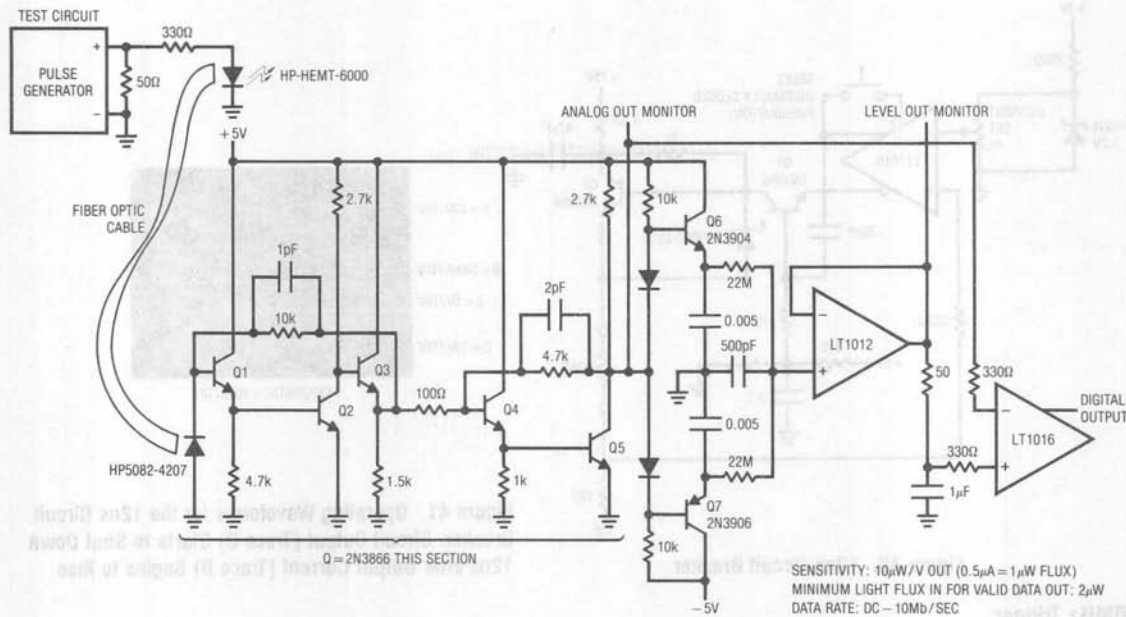 TEST CIRCUIT
PULSE
GENERATOR
+
−
50Ω
330Ω
HP-HEMT-6000
+5V
FIBER OPTIC
CABLE
ANALOG OUT MONITOR
LEVEL OUT MONITOR
2.7k
1pF
10k
Q1
Q2
Q3
HP5082-4207
4.7k
1.5k
100Ω
2pF
4.7k
Q4
Q5
1k
2.7k
10k
Q6
2N3904
22M
0.005
500pF
0.005
22M
Q7
2N3906
10k
−5V
Q = 2N3866 THIS SECTION
−
+
LT1012
50
330Ω
330Ω
1µF
−
+
LT1016
DIGITAL
OUTPUT
SENSITIVITY: 10µW/V OUT (0.5µA = 1µW FLUX)
MINIMUM LIGHT FLUX IN FOR VALID DATA OUT: 2µW
DATA RATE: DC – 10Mb/SEC